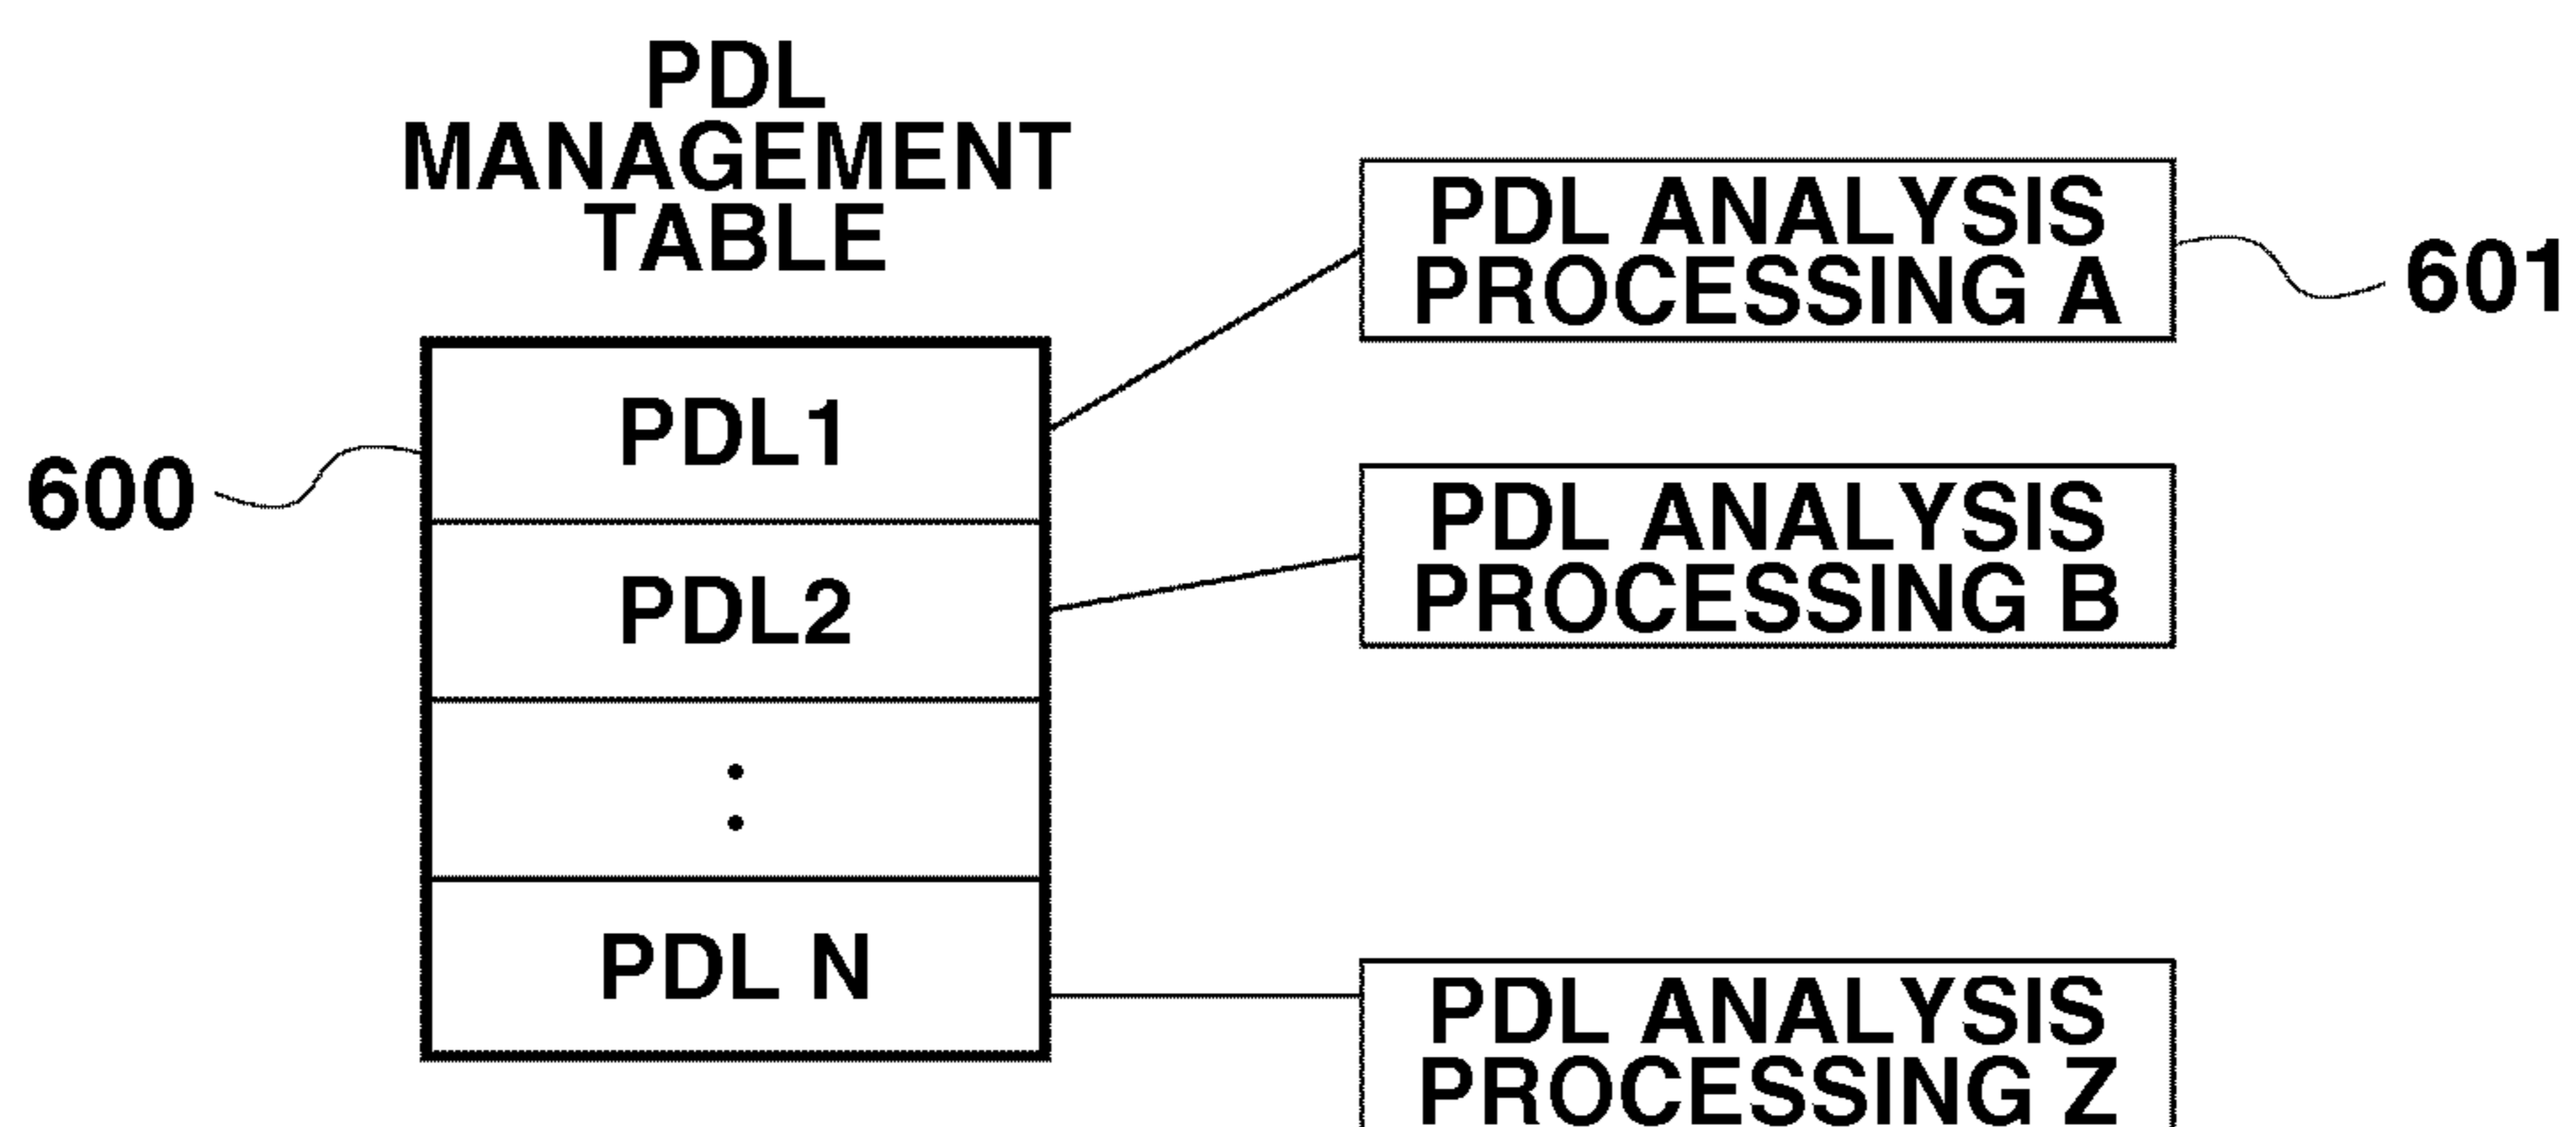 PDL
MANAGEMENT
TABLE
600
PDL1
PDL2
:
PDL N
PDL ANALYSIS
PROCESSING A
601
PDL ANALYSIS
PROCESSING B
PDL ANALYSIS
PROCESSING Z